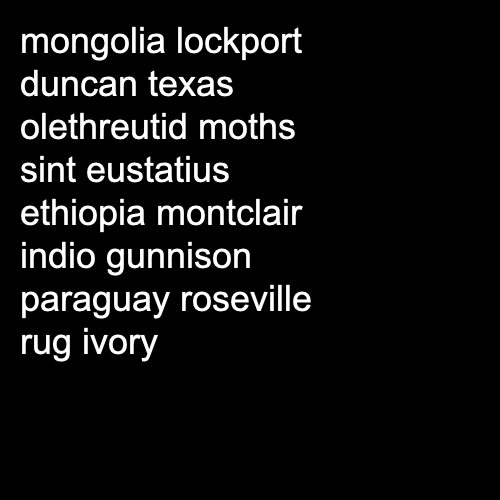 mongolia lockport
duncan texas
olethreutid moths
sint eustatius
ethiopia montclair
indio gunnison
paraguay roseville
rug ivory